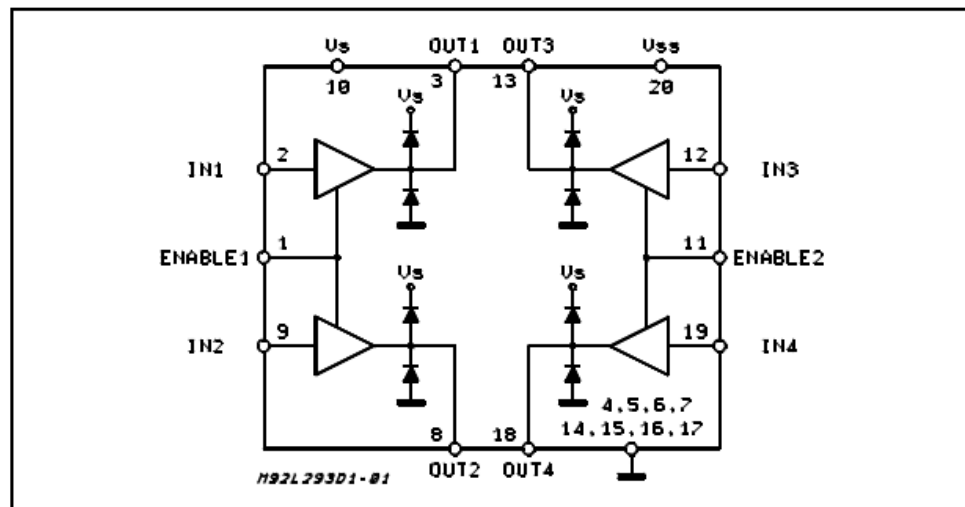 Vs OUT1 OUT3 Vss
10 3 13 20
Vs Vs
IN1 2 12 IN3
ENABLE1 1 11 ENABLE2
Vs Vs
IN2 9 19 IN4
4,5,6,7
8 18 14,15,16,17
OUT2 OUT4
M92L293D1-01